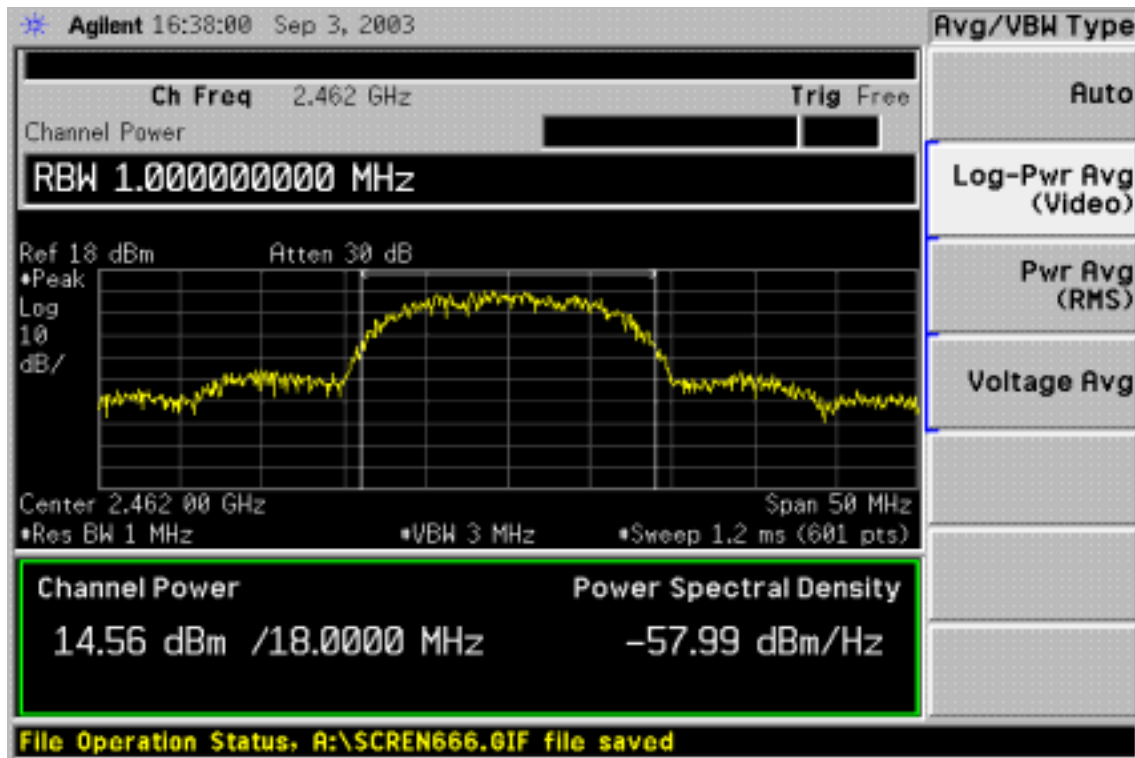 Agilent 16:38:00 Sep 3, 2003
Avg/VBW Type
Ch Freq 2.462 GHz Trig Free
Channel Power
RBW 1.000000000 MHz
Ref 18 dBm Atten 30 dB
Peak
Log
10
dB/
Center 2.462 00 GHz Span 50 MHz
Res BW 1 MHz VBW 3 MHz Sweep 1.2 ms (601 pts)
Channel Power Power Spectral Density
14.56 dBm /18.0000 MHz -57.99 dBm/Hz
File Operation Status, A:\SCREN666.GIF file saved
Auto
Log-Pwr Avg
(Video)
Pwr Avg
(RMS)
Voltage Avg